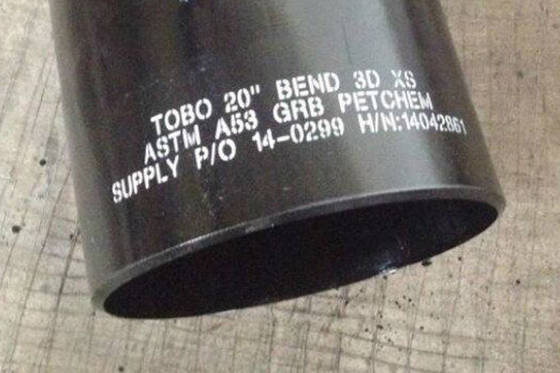 TOBO 20" BEND 3D XS
ASTM A53 GRB PETCHEM
SUPPLY P/O 14-0299 H/N:14042861